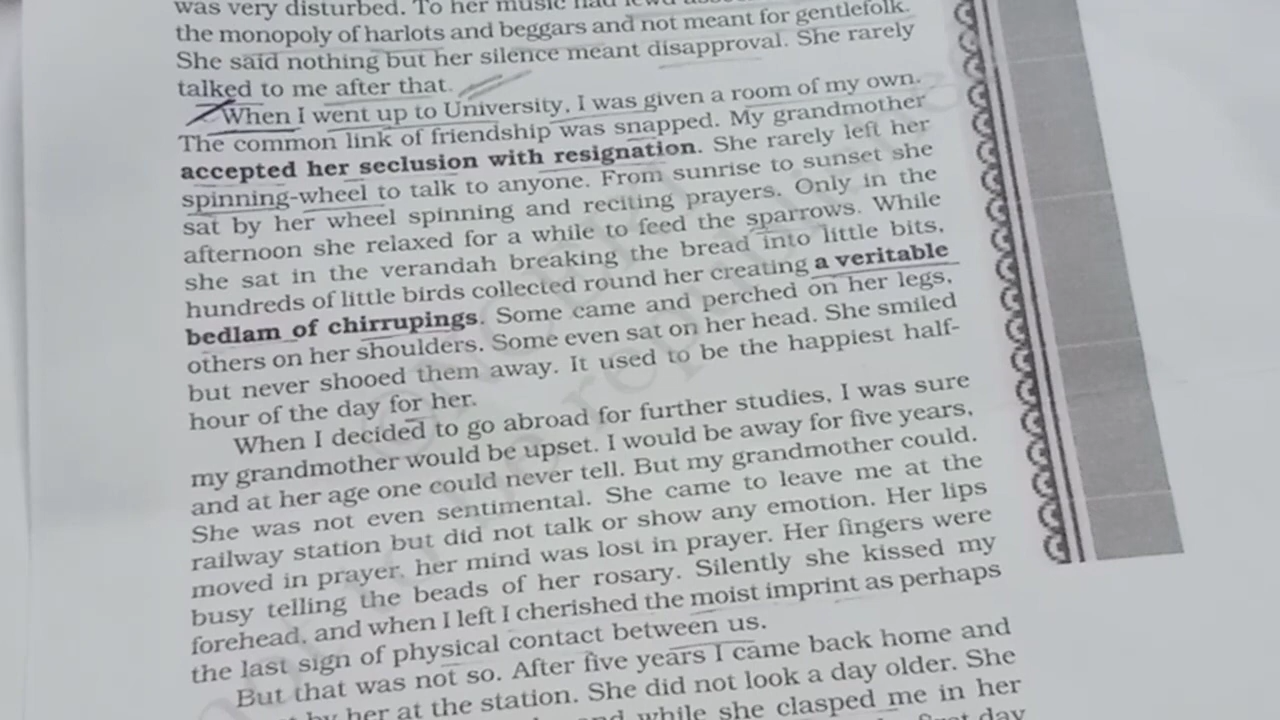 was very disturbed. To her music had lewd
the monopoly of harlots and beggars and not meant for gentlefolk.
She said nothing but her silence meant disapproval. She rarely
talked to me after that.
When I went up to University, I was given a room of my own.
The common link of friendship was snapped. My grandmother
accepted her seclusion with resignation. She rarely left her
spinning-wheel to talk to anyone. From sunrise to sunset she
sat by her wheel spinning and reciting prayers. Only in the
afternoon she relaxed for a while to feed the sparrows. While
she sat in the verandah breaking the bread into little bits,
hundreds of little birds collected round her creating a veritable
bedlam of chirrupings. Some came and perched on her legs,
others on her shoulders. Some even sat on her head. She smiled
but never shooed them away. It used to be the happiest half-
hour of the day for her.
When I decided to go abroad for further studies, I was sure
my grandmother would be upset. I would be away for five years,
and at her age one could never tell. But my grandmother could.
She was not even sentimental. She came to leave me at the
railway station but did not talk or show any emotion. Her lips
moved in prayer, her mind was lost in prayer. Her fingers were
busy telling the beads of her rosary. Silently she kissed my
forehead, and when I left I cherished the moist imprint as perhaps
the last sign of physical contact between us.
But that was not so. After five years I came back home and
by her at the station. She did not look a day older. She
and while she clasped me in her
first day